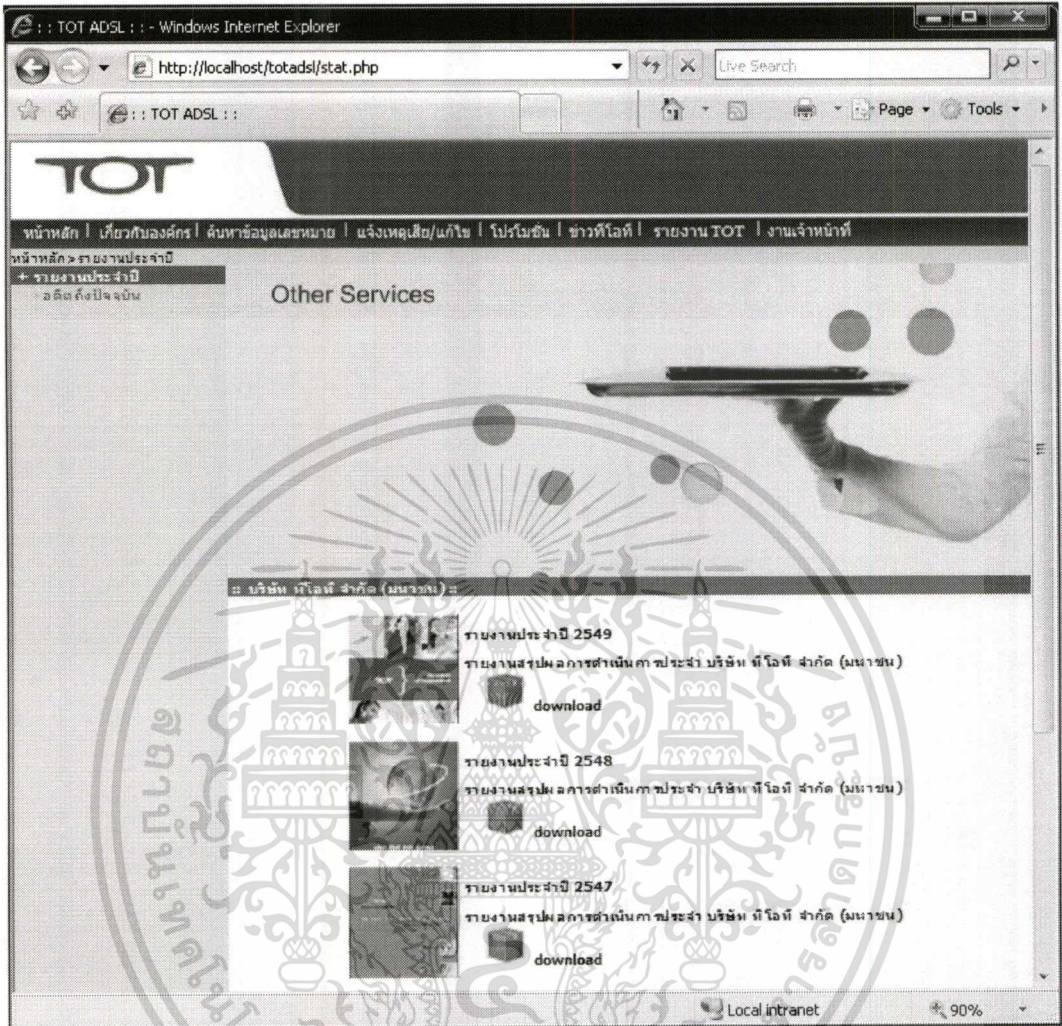 : : TOT ADSL : : - Windows Internet Explorer
http://localhost/totadsl/stat.php
Live Search
: : TOT ADSL : :
Page
Tools
TOT
หน้าหลัก | เกี่ยวกับองค์กร | ค้นหาข้อมูลเลขหมาย | แจ้งเหตุเสีย/แก้ไข | โปรโมชั่น | ข่าวทีโอที | รายงาน TOT | งานเจ้าหน้าที่
หน้าหลัก>รายงานประจำปี
+ รายงานประจำปี
อดีตถึงปัจจุบัน
Other Services
:: บริษัท ทีโอที จำกัด (มหาชน) ::
รายงานประจำปี 2549
รายงานสรุปผลการดำเนินการประจำ บริษัท ทีโอที จำกัด (มหาชน)
download
รายงานประจำปี 2548
รายงานสรุปผลการดำเนินการประจำ บริษัท ทีโอที จำกัด (มหาชน)
download
รายงานประจำปี 2547
รายงานสรุปผลการดำเนินการประจำ บริษัท ทีโอที จำกัด (มหาชน)
download
Local intranet
90%